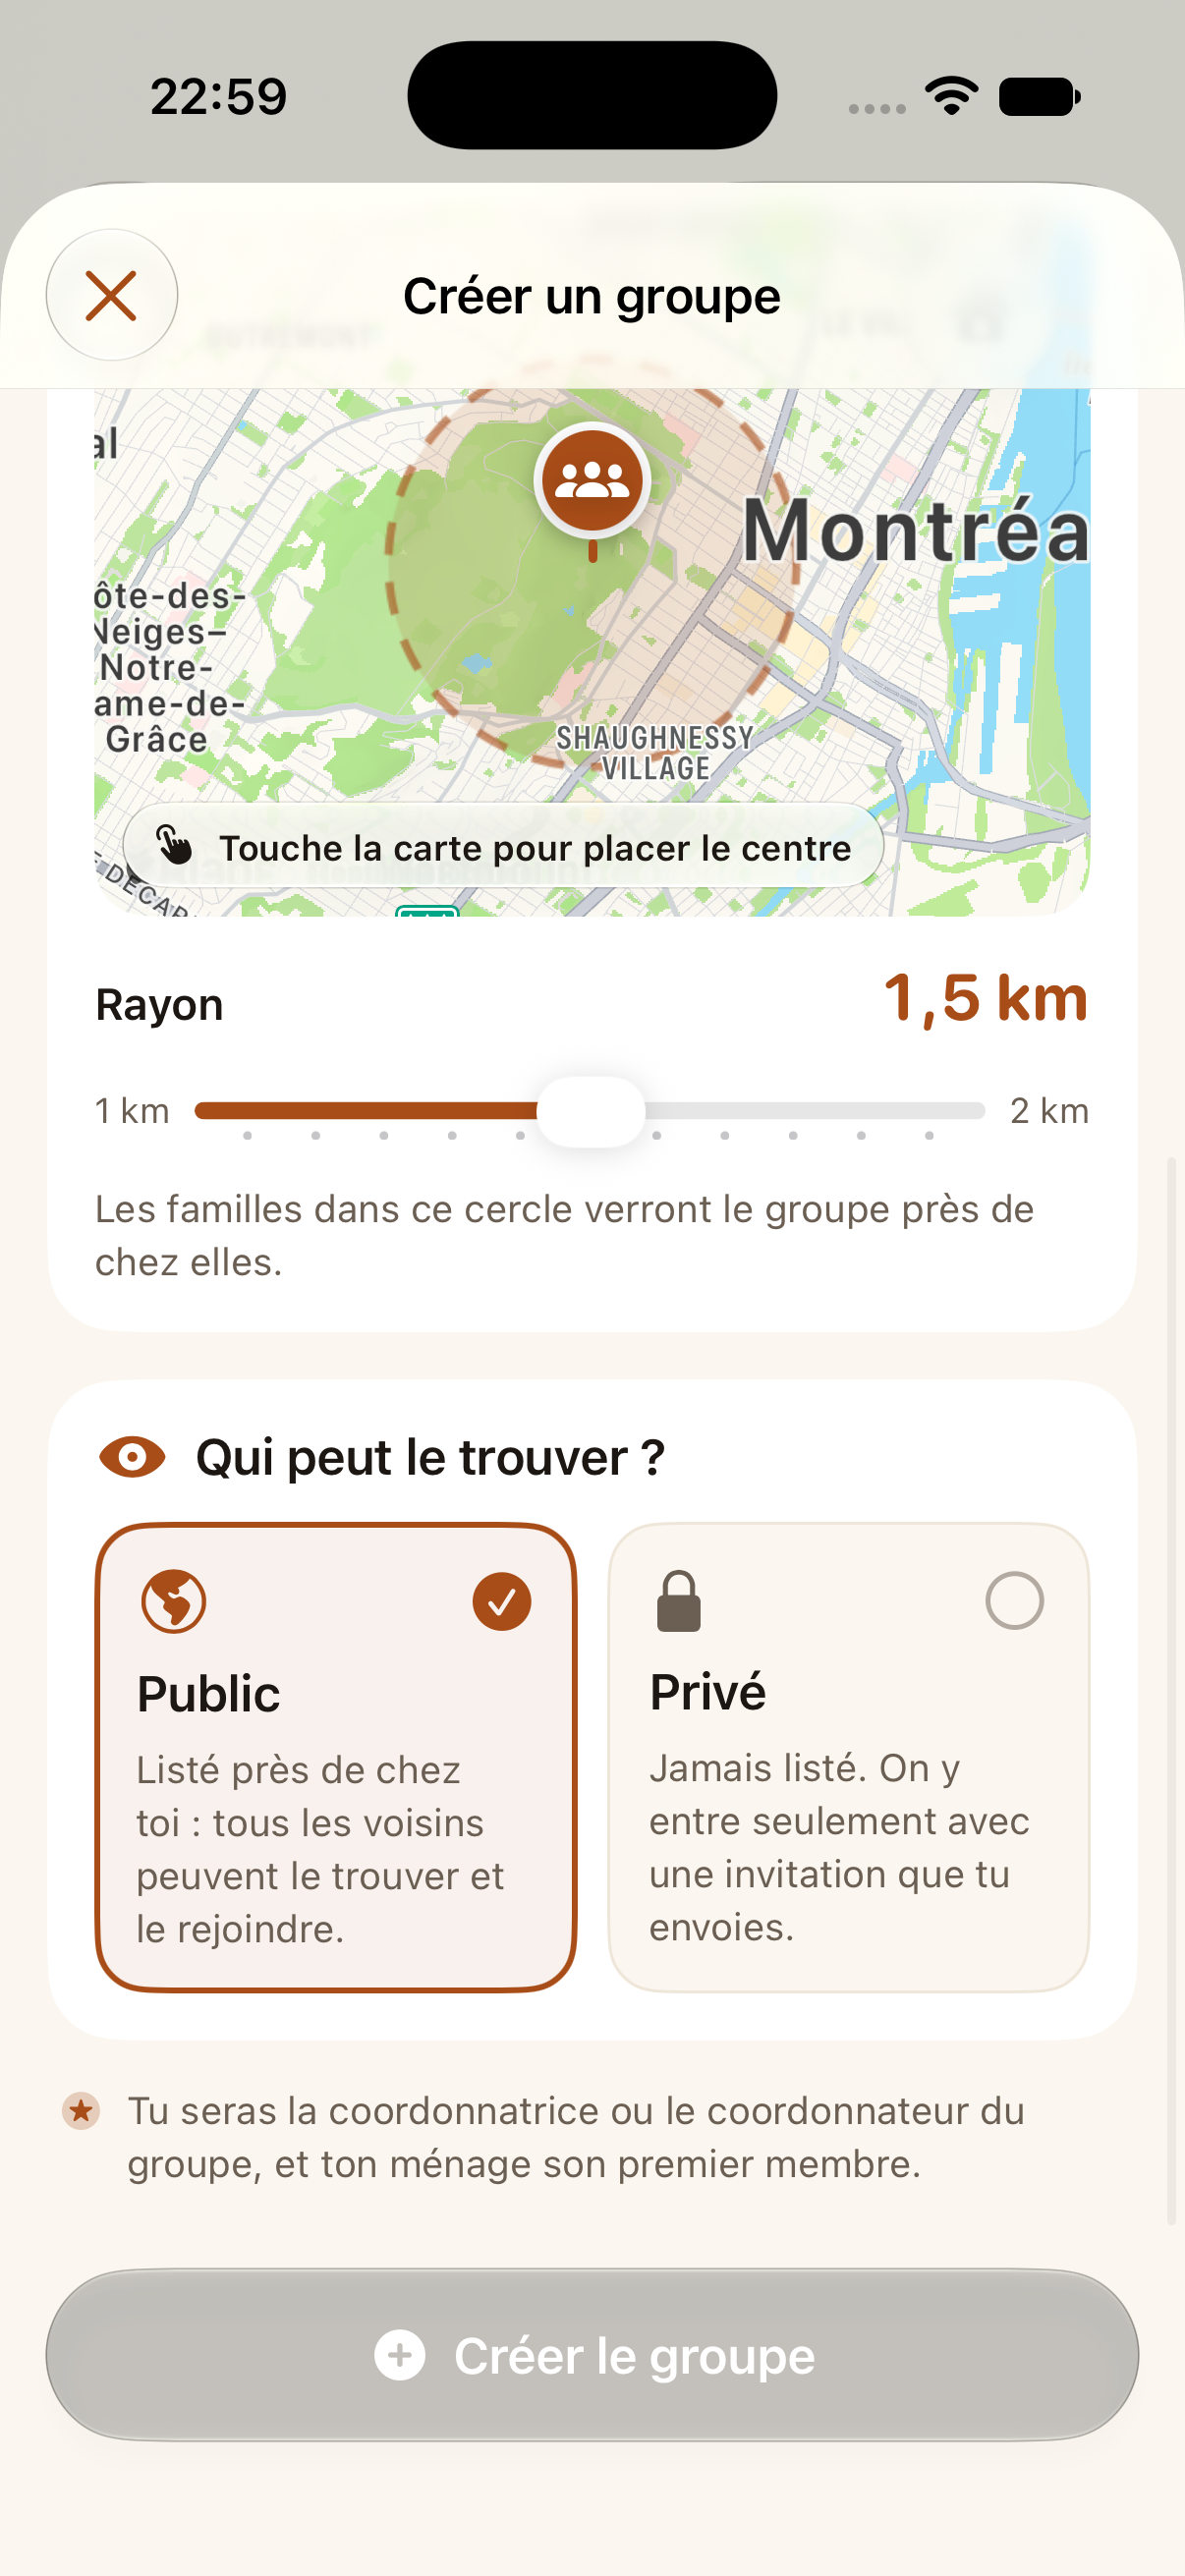 22:59
Créer un groupe
al
Montréa
ôte-des-
Neiges–
Notre-
ame-de-
Grâce
SHAUGHNESSY
VILLAGE
Touche la carte pour placer le centre
DÉCAR
Rayon
1,5 km
1 km
2 km
Les familles dans ce cercle verront le groupe près de
chez elles.
Qui peut le trouver ?
Public
Privé
Listé près de chez
toi : tous les voisins
peuvent le trouver et
le rejoindre.
Jamais listé. On y
entre seulement avec
une invitation que tu
envoies.
Tu seras la coordonnatrice ou le coordonnateur du
groupe, et ton ménage son premier membre.
Créer le groupe